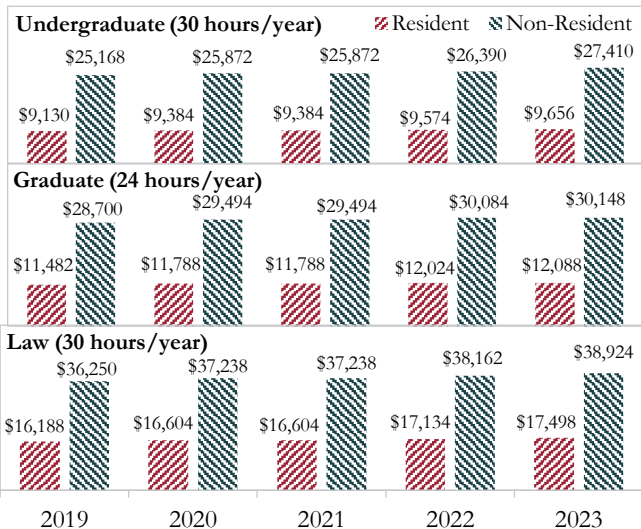 Undergraduate (30 hours/year) Resident Non-Resident
$25,168 $25,872 $25,872 $26,390 $27,410
$9,130 $9,384 $9,384 $9,574 $9,656
Graduate (24 hours/year)
$28,700 $29,494 $29,494 $30,084 $30,148
$11,482 $11,788 $11,788 $12,024 $12,088
Law (30 hours/year)
$36,250 $37,238 $37,238 $38,162 $38,924
$16,188 $16,604 $16,604 $17,134 $17,498
2019 2020 2021 2022 2023